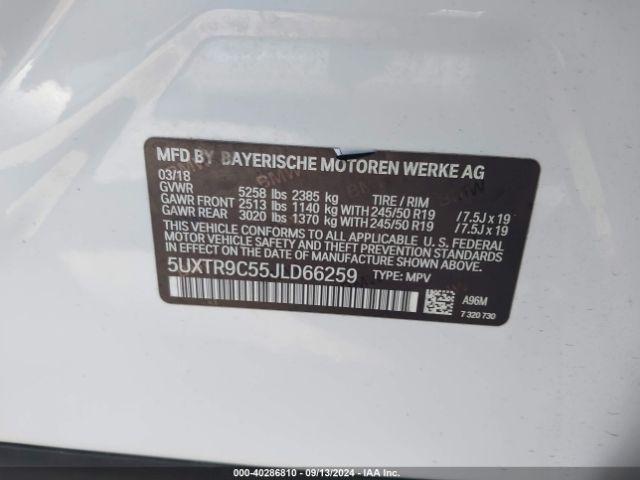 MFD BY BAYERISCHE MOTOREN WERKE AG
03/18
GVWR 5258 lbs 2385 kg TIRE / RIM
GAWR FRONT 2513 lbs 1140 kg WITH 245/50 R19 / 7.5J x 19
GAWR REAR 3020 lbs 1370 kg WITH 245/50 R19 / 7.5J x 19
THIS VEHICLE CONFORMS TO ALL APPLICABLE U.S. FEDERAL
MOTOR VEHICLE SAFETY, BUMPER, AND THEFT PREVENTION
STANDARDS IN EFFECT ON THE DATE OF MANUFACTURE SHOWN ABOVE.
5UXTR9C55JLD66259 TYPE: MPV
A96M
7 320 730
000-40286810 - 09/13/2024 - IAAI.COM